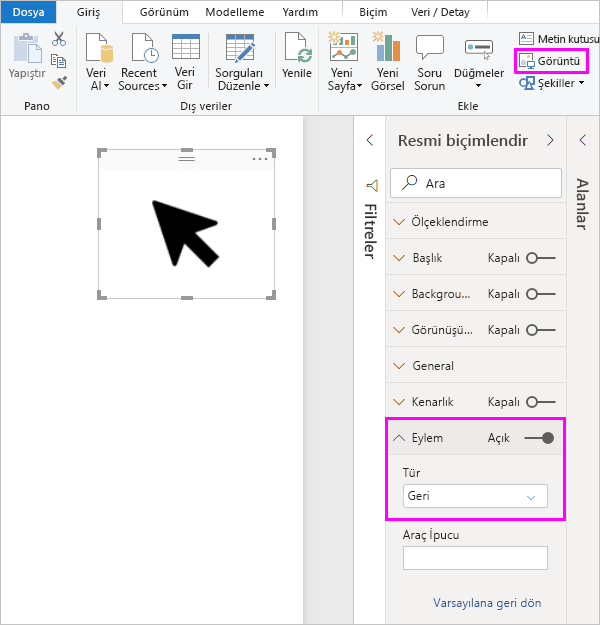 Dosya Giriş Görünüm Modelleme Yardım Biçim Veri / Detay
Yapıştır
Veri Al
Recent Sources
Veri Gir
Sorguları Düzenle
Yenile
Yeni Sayfa
Yeni Görsel
Soru Sorun
Düğmeler
Metin kutusu
Görüntü
Şekiller
Pano Dış veriler Ekle
Filtreler
Resmi biçimlendir
Alanlar
Ara
Ölçeklendirme
Başlık Kapalı
Backgrou... Kapalı
Görünüşü... Kapalı
General
Kenarlık Kapalı
Eylem Açık
Tür
Geri
Araç İpucu
Varsayılana geri dön